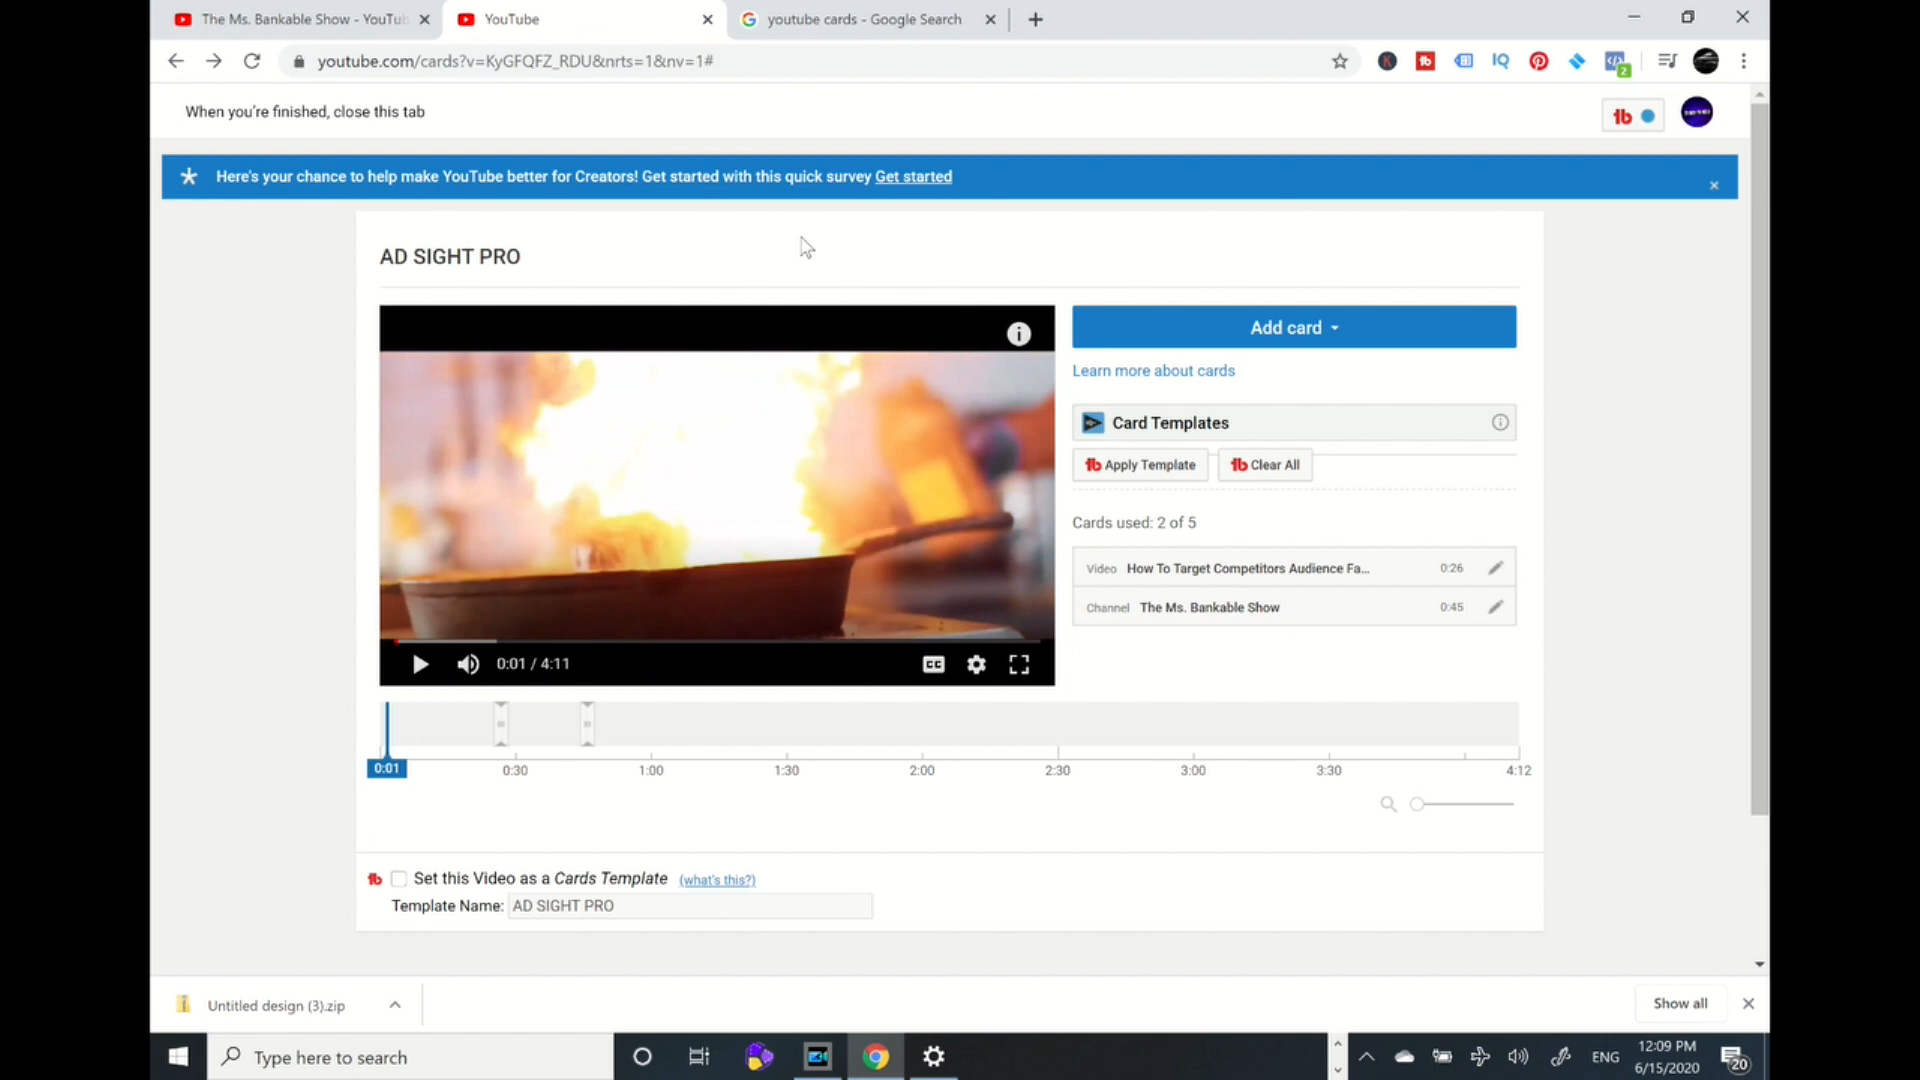 The Ms. Bankable Show - YouTu
YouTube
youtube cards - Google Search
youtube.com/cards?v=KyGFQFZ_RDU&nrts=1&nv=1#
IQ
2
When you're finished, close this tab
Here's your chance to help make YouTube better for Creators! Get started with this quick survey Get started
AD SIGHT PRO
Add card
Learn more about cards
Card Templates
Apply Template
Clear All
Cards used: 2 of 5
Video How To Target Competitors Audience Fa... 0:26
Channel The Ms. Bankable Show 0:45
0:01 / 4:11
CC
0:01
0:30
1:00
1:30
2:00
2:30
3:00
3:30
4:12
Set this Video as a Cards Template (what's this?)
Template Name: AD SIGHT PRO
Untitled design (3).zip
Show all
Type here to search
ENG
12:09 PM
6/15/2020
20